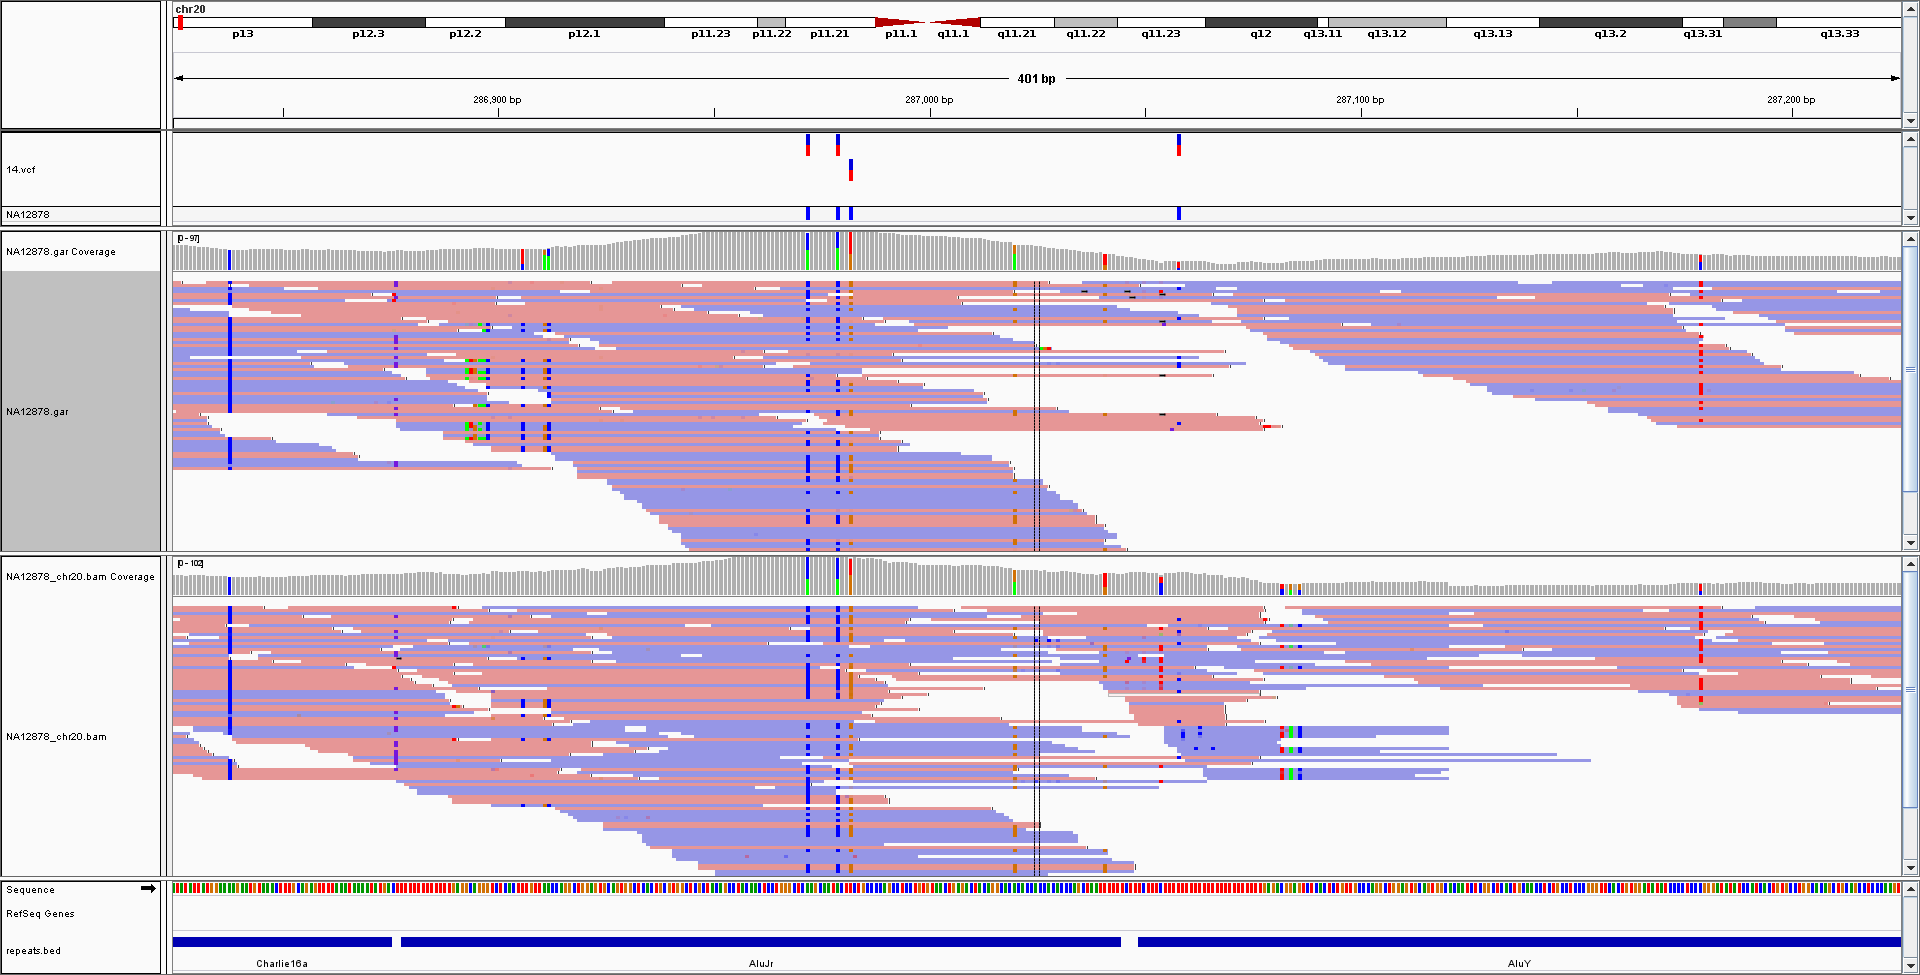 chr20
p13 p12.3 p12.2 p12.1 p11.23 p11.22 p11.21 p11.1 q11.1 q11.21 q11.22 q11.23 q12 q13.11 q13.12 q13.13 q13.2 q13.31 q13.33
401 bp
286,900 bp 287,000 bp 287,100 bp 287,200 bp
14.vcf
NA12878
[0 - 97]
NA12878.gar Coverage
NA12878.gar
[0 - 102]
NA12878_chr20.bam Coverage
NA12878_chr20.bam
Sequence
RefSeq Genes
repeats.bed
Charlie16a AluJr AluY